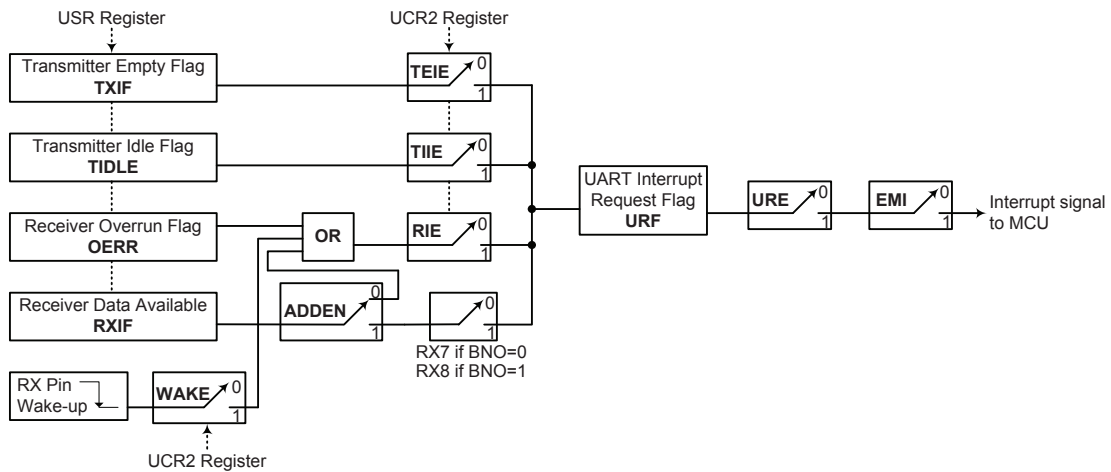 USR Register
UCR2 Register
Transmitter Empty Flag
TXIF
TEIE
0
1
Transmitter Idle Flag
TIDLE
TIIE
0
1
UART Interrupt
Request Flag
URF
URE
0
1
EMI
0
1
Interrupt signal
to MCU
Receiver Overrun Flag
OERR
OR
RIE
0
1
Receiver Data Available
RXIF
ADDEN
0
1
0
1
RX7 if BNO=0
RX8 if BNO=1
RX Pin
Wake-up
WAKE
0
1
UCR2 Register